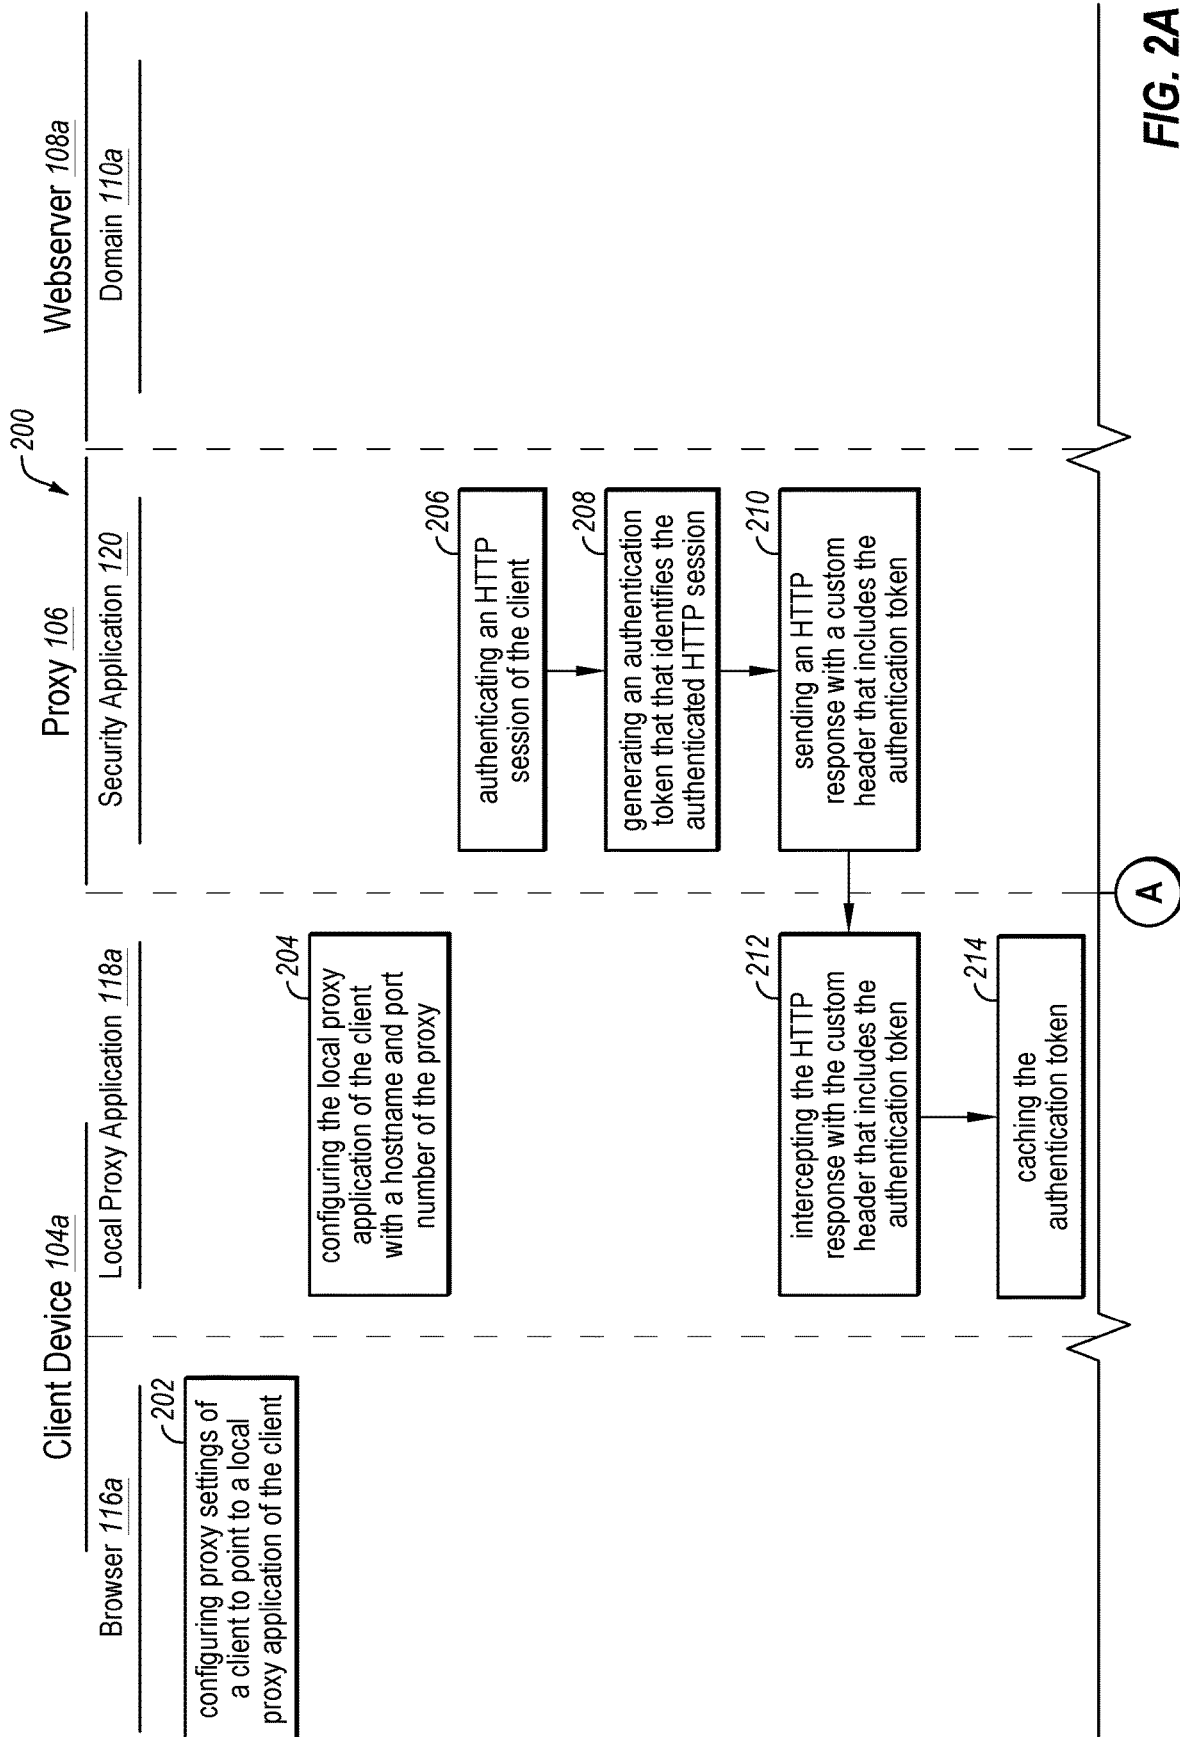 200
Client Device 104a
Proxy 106
Webserver 108a
Browser 116a
Local Proxy Application 118a
Security Application 120
Domain 110a
202
configuring proxy settings of
a client to point to a local
proxy application of the client
204
configuring the local proxy
application of the client
with a hostname and port
number of the proxy
206
authenticating an HTTP
session of the client
208
generating an authentication
token that that identifies the
authenticated HTTP session
210
sending an HTTP
response with a custom
header that includes the
authentication token
212
intercepting the HTTP
response with the custom
header that includes the
authentication token
214
caching the
authentication token
A
FIG. 2A